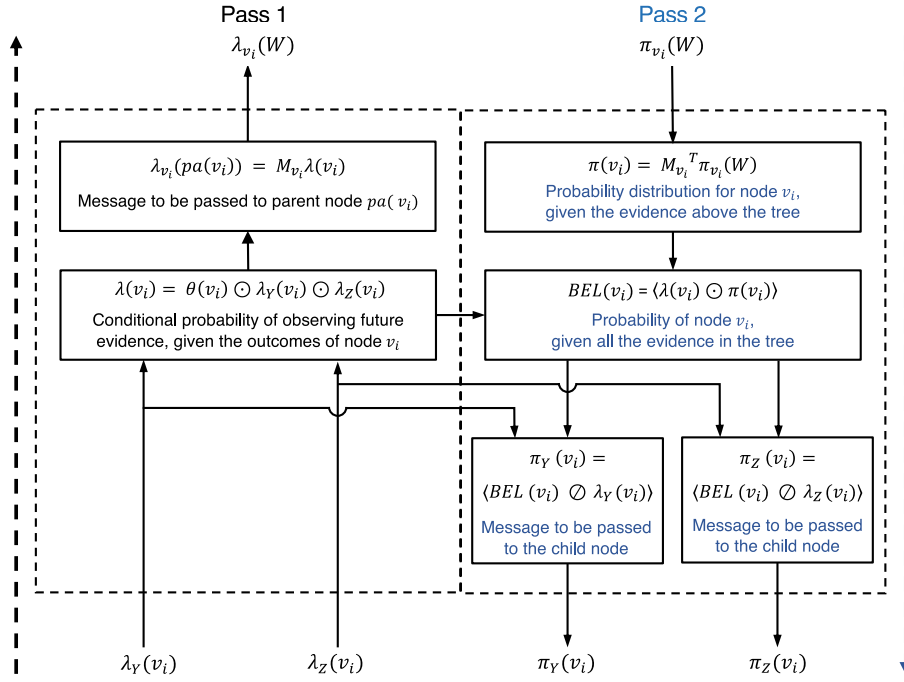 Pass 1
λ_{v_i}(W)
λ_{v_i}(pa(v_i)) = M_{v_i}λ(v_i)
Message to be passed to parent node pa(v_i)
λ(v_i) = θ(v_i) ⊙ λ_Y(v_i) ⊙ λ_Z(v_i)
Conditional probability of observing future
evidence, given the outcomes of node v_i
λ_Y(v_i)
λ_Z(v_i)
Pass 2
π_{v_i}(W)
π(v_i) = M_{v_i}^T π_{v_i}(W)
Probability distribution for node v_i,
given the evidence above the tree
BEL(v_i) = ⟨λ(v_i) ⊙ π(v_i)⟩
Probability of node v_i,
given all the evidence in the tree
π_Y(v_i) =
⟨BEL(v_i) ⊘ λ_Y(v_i)⟩
Message to be passed
to the child node
π_Z(v_i) =
⟨BEL(v_i) ⊘ λ_Z(v_i)⟩
Message to be passed
to the child node
π_Y(v_i)
π_Z(v_i)